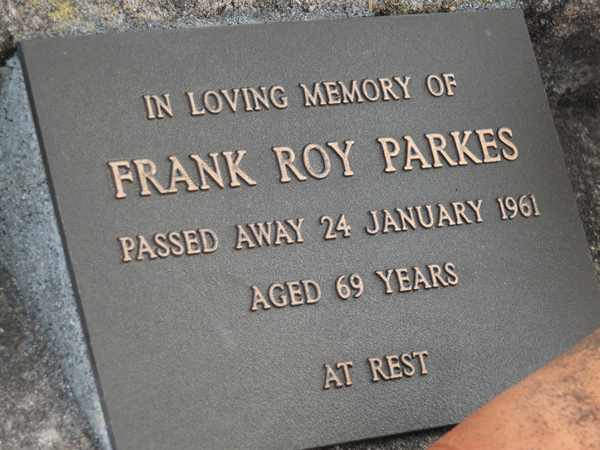 IN LOVING MEMORY OF
FRANK ROY PARKES
PASSED AWAY 24 JANUARY 1961
AGED 69 YEARS
AT REST